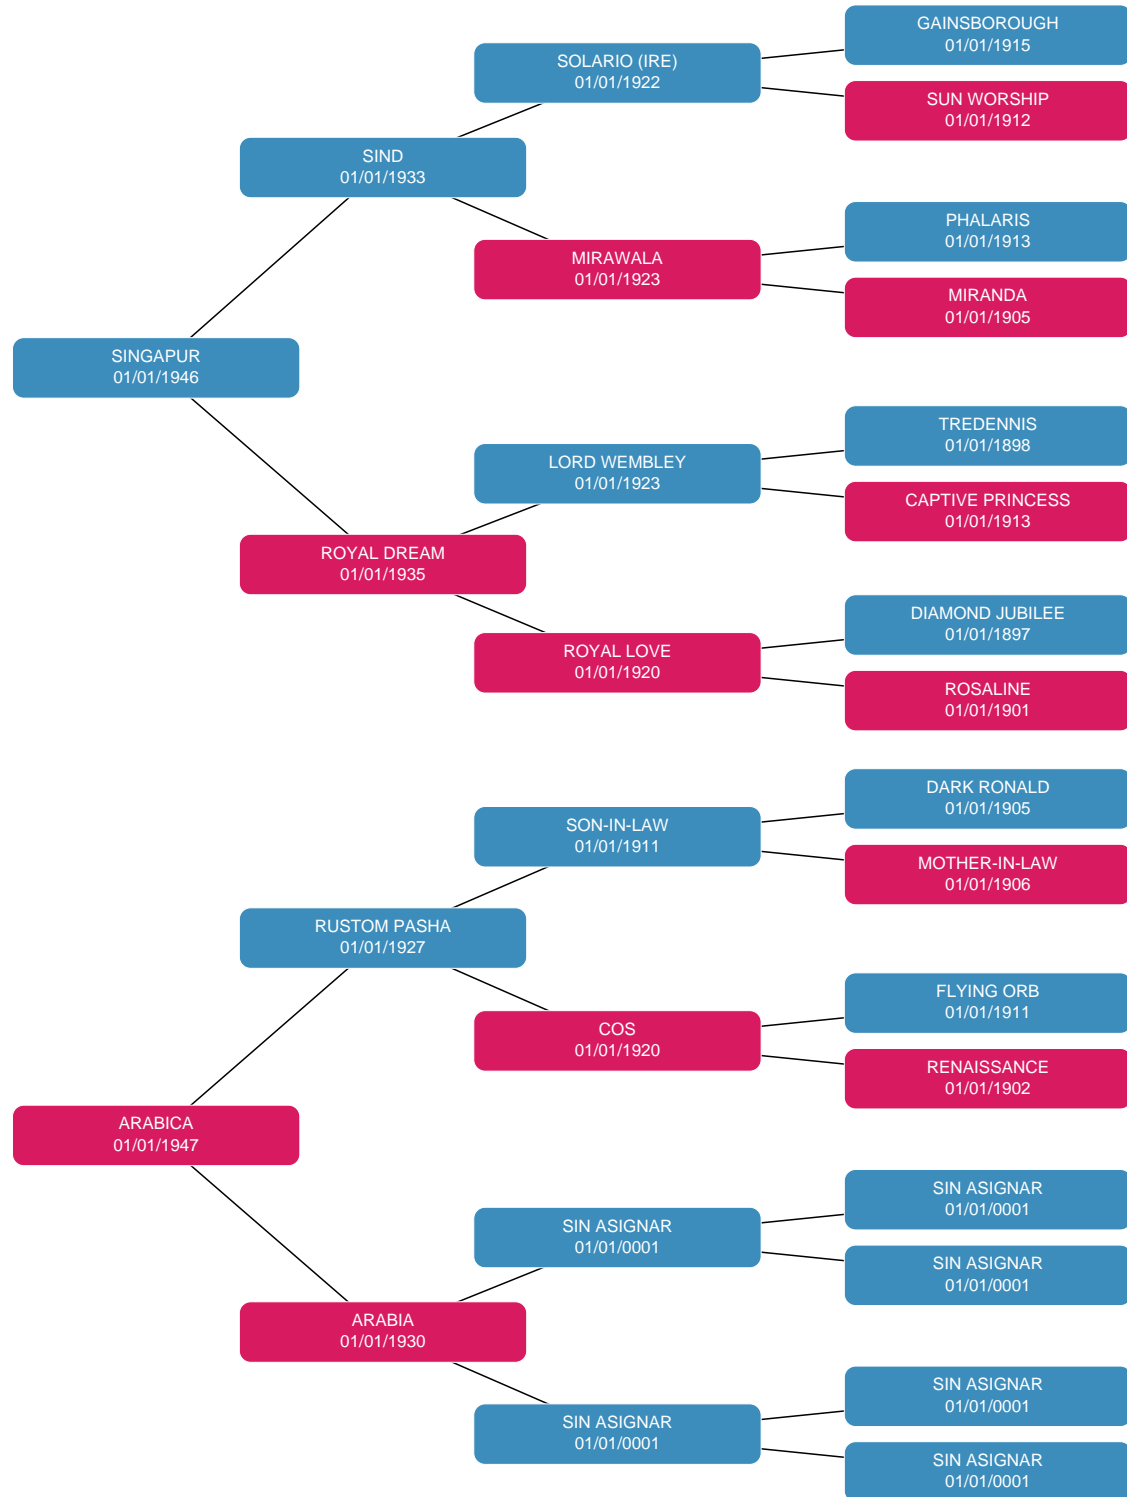 GAINSBOROUGH
01/01/1915
SOLARIO (IRE)
01/01/1922
SUN WORSHIP
01/01/1912
SIND
01/01/1933
PHALARIS
01/01/1913
MIRAWALA
01/01/1923
MIRANDA
01/01/1905
SINGAPUR
01/01/1946
TREDENNIS
01/01/1898
LORD WEMBLEY
01/01/1923
CAPTIVE PRINCESS
01/01/1913
ROYAL DREAM
01/01/1935
DIAMOND JUBILEE
01/01/1897
ROYAL LOVE
01/01/1920
ROSALINE
01/01/1901
DARK RONALD
01/01/1905
SON-IN-LAW
01/01/1911
MOTHER-IN-LAW
01/01/1906
RUSTOM PASHA
01/01/1927
FLYING ORB
01/01/1911
COS
01/01/1920
RENAISSANCE
01/01/1902
ARABICA
01/01/1947
SIN ASIGNAR
01/01/0001
SIN ASIGNAR
01/01/0001
SIN ASIGNAR
01/01/0001
ARABIA
01/01/1930
SIN ASIGNAR
01/01/0001
SIN ASIGNAR
01/01/0001
SIN ASIGNAR
01/01/0001